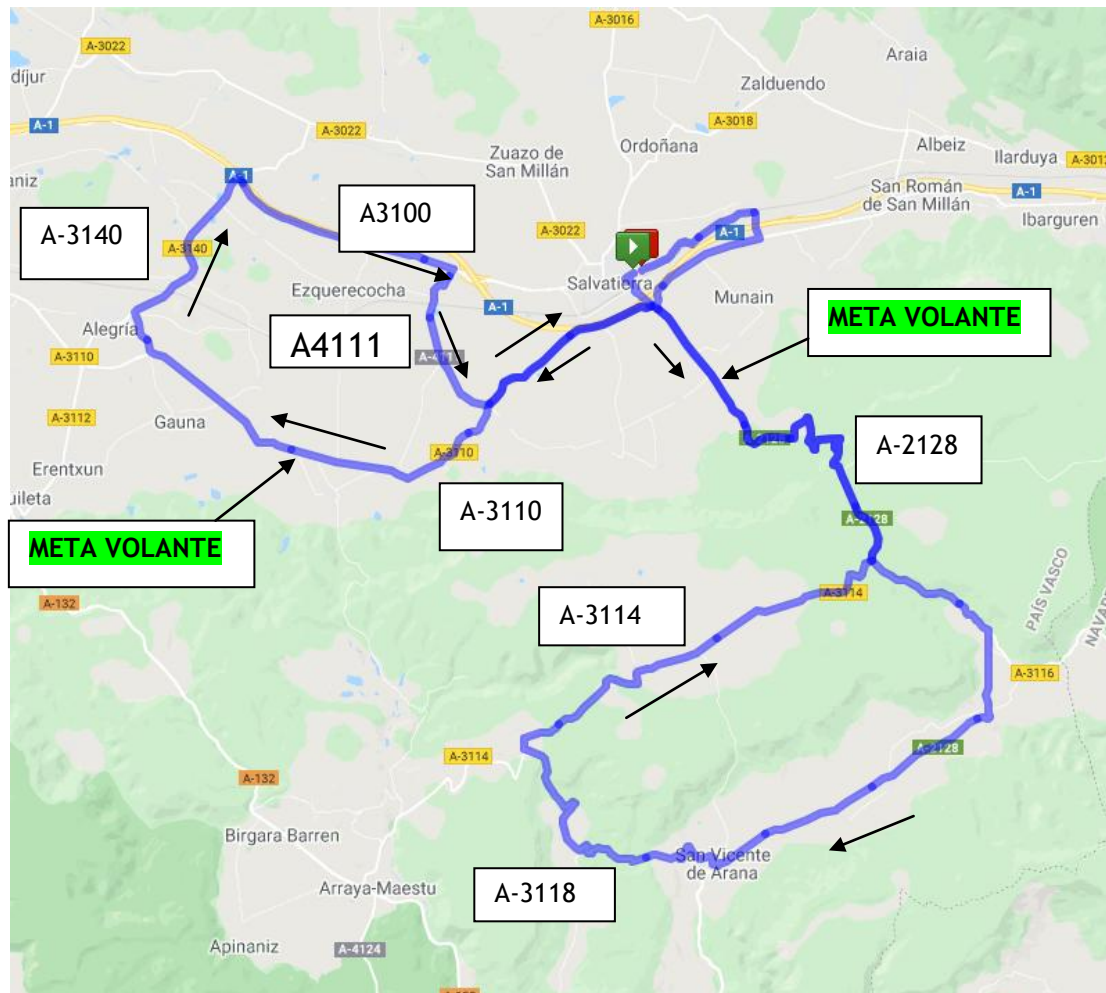 A-3016
A-3022
Araia
díjur
Zalduendo
A-1
A-3022
A-3018
Ordoñana
Albeiz
Zuazo de
San Millán
Ilarduya
A-3012
aniz
A-1
San Román
de San Millán
A-1
Ibarguren
A3100
A-3140
A-3022
A-1
A-3140
Salvatierra
Ezquerecocha
Munain
A-1
META VOLANTE
Alegría
A4111
A-411
A-3110
A-3112
Gauna
A-2128
A-3110
Erentxun
uileta
A-3110
META VOLANTE
A-2128
A-132
PAÍS VASCO
NAVAR
A-3114
A-3114
A-3116
A-2128
A-3114
A-132
Birgara Barren
San Vicente
de Arana
Arraya-Maestu
A-3118
Apinaniz
A-4124